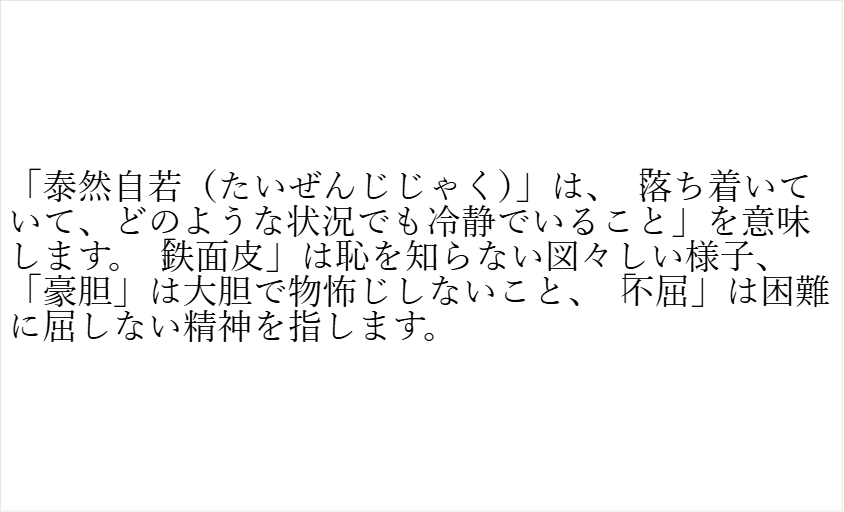 「泰然自若（たいぜんじじゃく）」は、「落ち着いて
いて、どのような状況でも冷静でいること」を意味
します。「鉄面皮」は恥を知らない図々しい様子、
「豪胆」は大胆で物怖じしないこと、「不屈」は困難
に屈しない精神を指します。